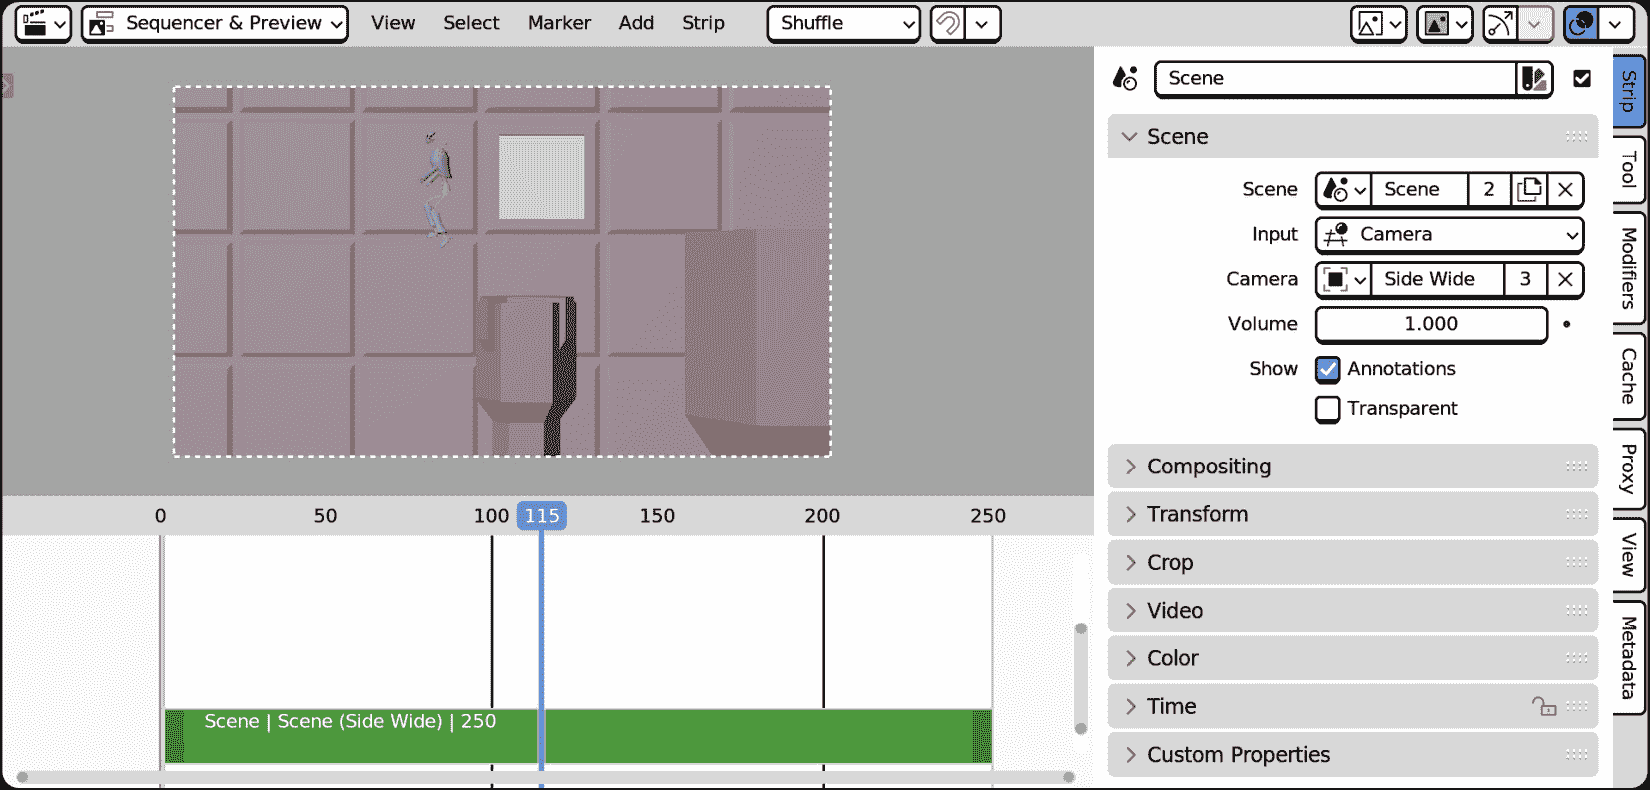 Sequencer & Preview View Select Marker Add Strip Shuffle
Scene
Scene
Scene Scene 2
Input Camera
Camera Side Wide 3
Volume 1.000
Show Annotations
Transparent
Compositing
Transform
Crop
Video
Color
Time
Custom Properties
Strip
Tool
Modifiers
Cache
Proxy
View
Metadata
0 50 100 115 150 200 250
Scene | Scene (Side Wide) | 250